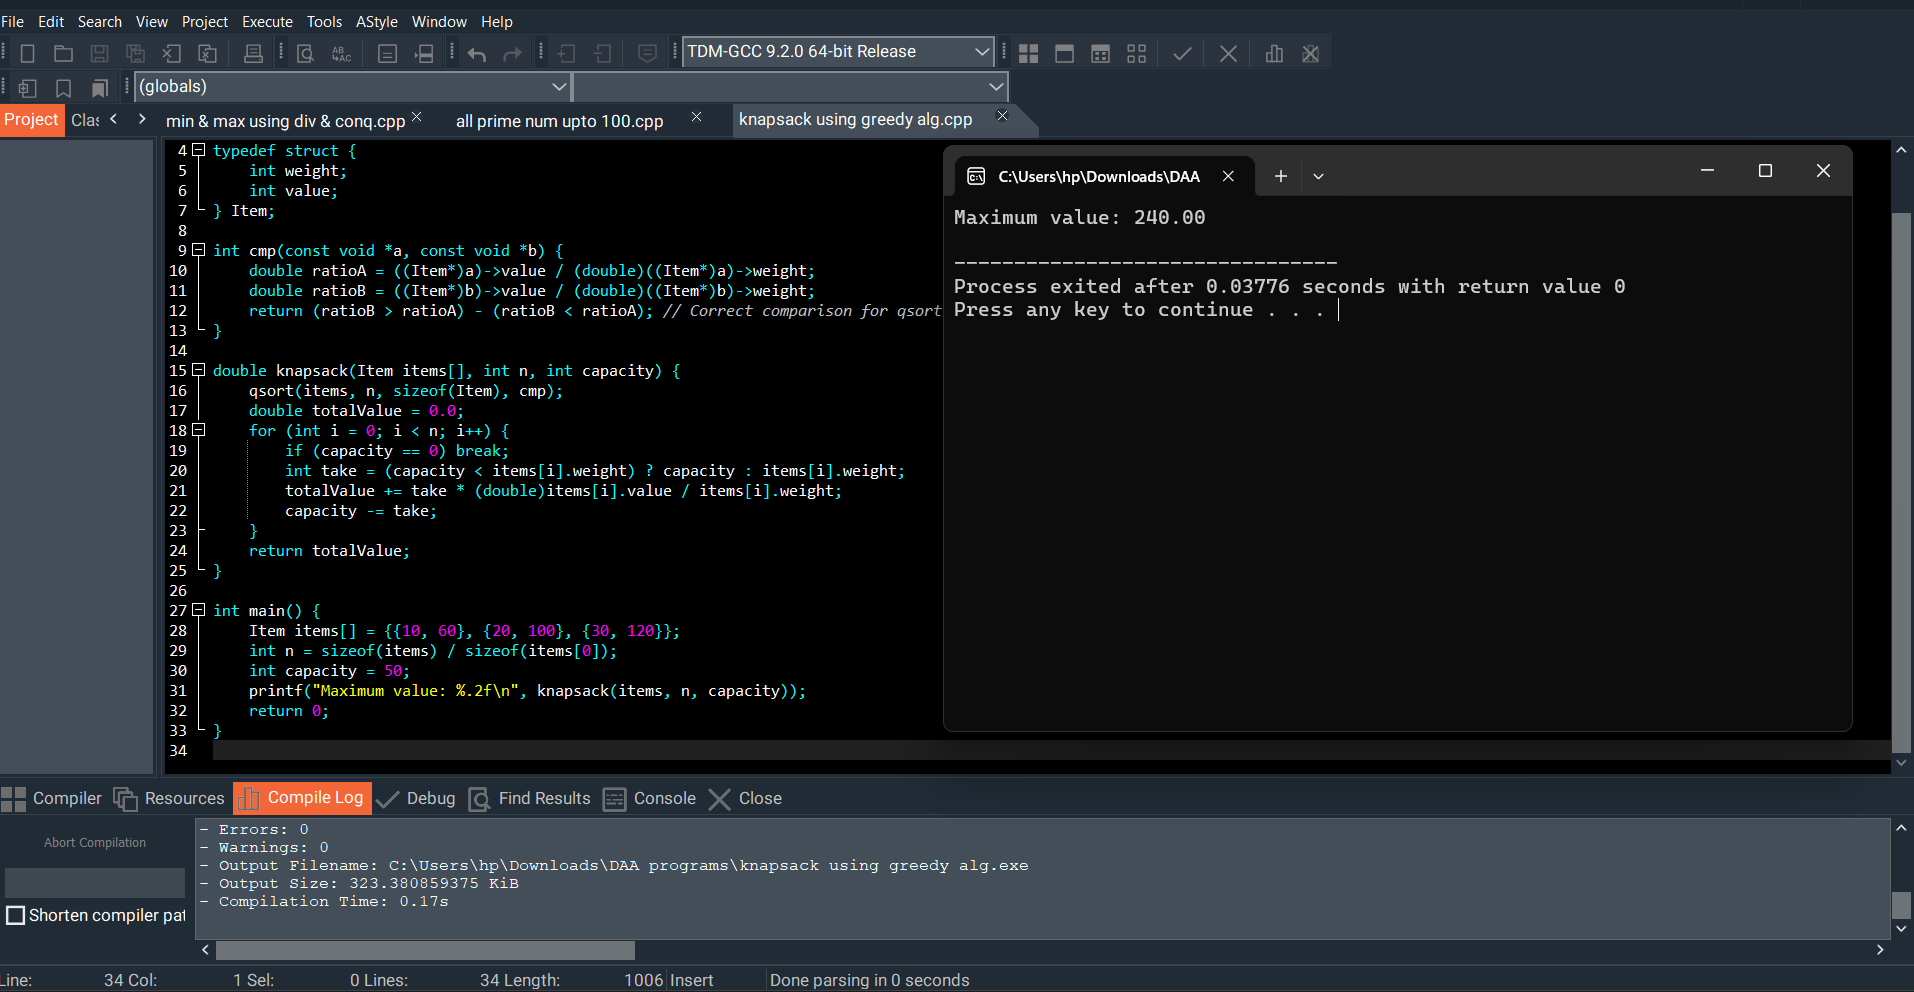 File Edit Search View Project Execute Tools AStyle Window Help
TDM-GCC 9.2.0 64-bit Release
(globals)
Project Clas
min & max using div & conq.cpp all prime num upto 100.cpp knapsack using greedy alg.cpp
4 typedef struct {
5 int weight;
6 int value;
7 } Item;
8
9 int cmp(const void *a, const void *b) {
10 double ratioA = ((Item*)a)->value / (double)((Item*)a)->weight;
11 double ratioB = ((Item*)b)->value / (double)((Item*)b)->weight;
12 return (ratioB > ratioA) - (ratioB < ratioA); // Correct comparison for qsort
13 }
14
15 double knapsack(Item items[], int n, int capacity) {
16 qsort(items, n, sizeof(Item), cmp);
17 double totalValue = 0.0;
18 for (int i = 0; i < n; i++) {
19 if (capacity == 0) break;
20 int take = (capacity < items[i].weight) ? capacity : items[i].weight;
21 totalValue += take * (double)items[i].value / items[i].weight;
22 capacity -= take;
23 }
24 return totalValue;
25 }
26
27 int main() {
28 Item items[] = {{10, 60}, {20, 100}, {30, 120}};
29 int n = sizeof(items) / sizeof(items[0]);
30 int capacity = 50;
31 printf("Maximum value: %.2f\n", knapsack(items, n, capacity));
32 return 0;
33 }
34
C:\Users\hp\Downloads\DAA
Maximum value: 240.00
--------------------------------
Process exited after 0.03776 seconds with return value 0
Press any key to continue . . .
Compiler Resources Compile Log Debug Find Results Console Close
Abort Compilation
Shorten compiler pat
- Errors: 0
- Warnings: 0
- Output Filename: C:\Users\hp\Downloads\DAA programs\knapsack using greedy alg.exe
- Output Size: 323.380859375 KiB
- Compilation Time: 0.17s
Line: 34 Col: 1 Sel: 0 Lines: 34 Length: 1006 Insert Done parsing in 0 seconds